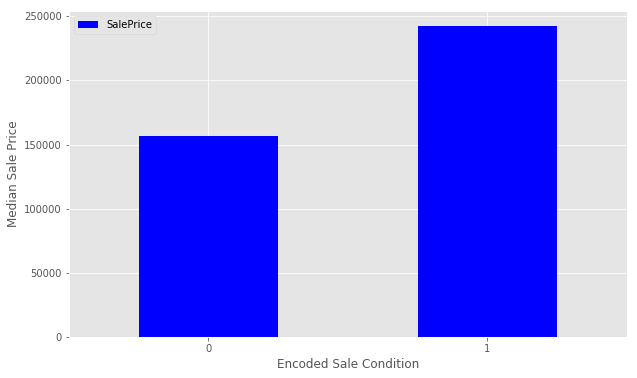 SalePrice
250000
200000
150000
100000
50000
0
Median Sale Price
0 1
Encoded Sale Condition